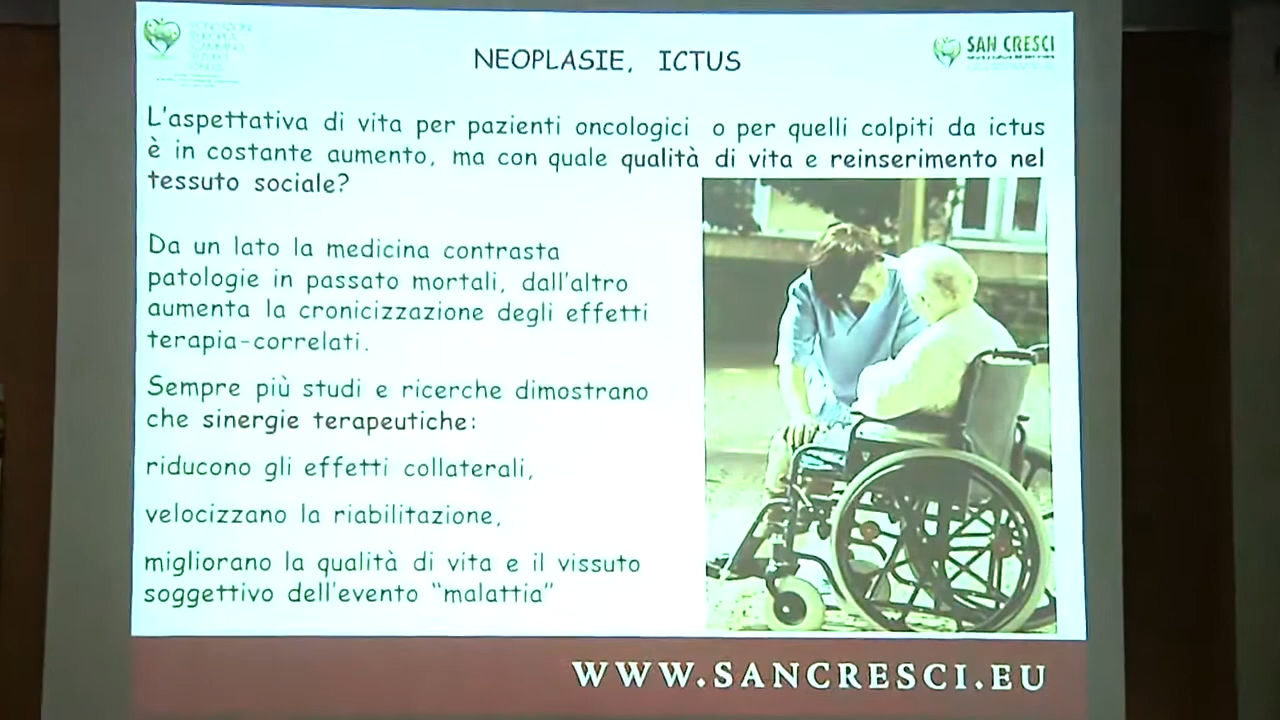 NEOPLASIE, ICTUS
SAN CRESCI
L'aspettativa di vita per pazienti oncologici o per quelli colpiti da ictus
è in costante aumento, ma con quale qualità di vita e reinserimento nel
tessuto sociale?
Da un lato la medicina contrasta
patologie in passato mortali, dall'altro
aumenta la cronicizzazione degli effetti
terapia-correlati.
Sempre più studi e ricerche dimostrano
che sinergie terapeutiche:
riducono gli effetti collaterali,
velocizzano la riabilitazione,
migliorano la qualità di vita e il vissuto
soggettivo dell'evento "malattia"
WWW.SANCRESCI.EU